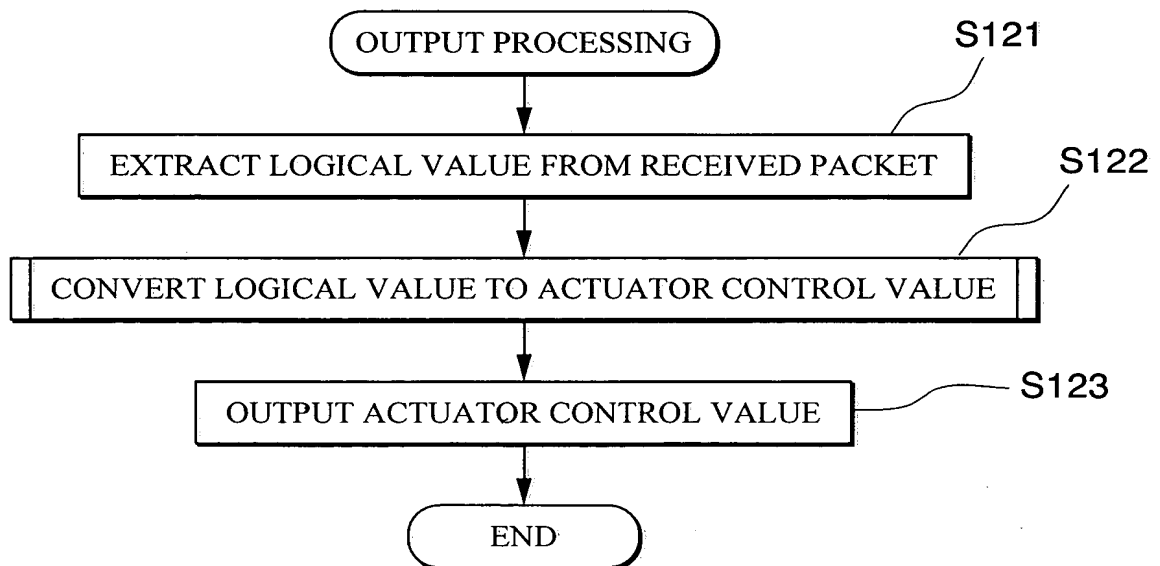 OUTPUT PROCESSING
S121
EXTRACT LOGICAL VALUE FROM RECEIVED PACKET
S122
CONVERT LOGICAL VALUE TO ACTUATOR CONTROL VALUE
S123
OUTPUT ACTUATOR CONTROL VALUE
END